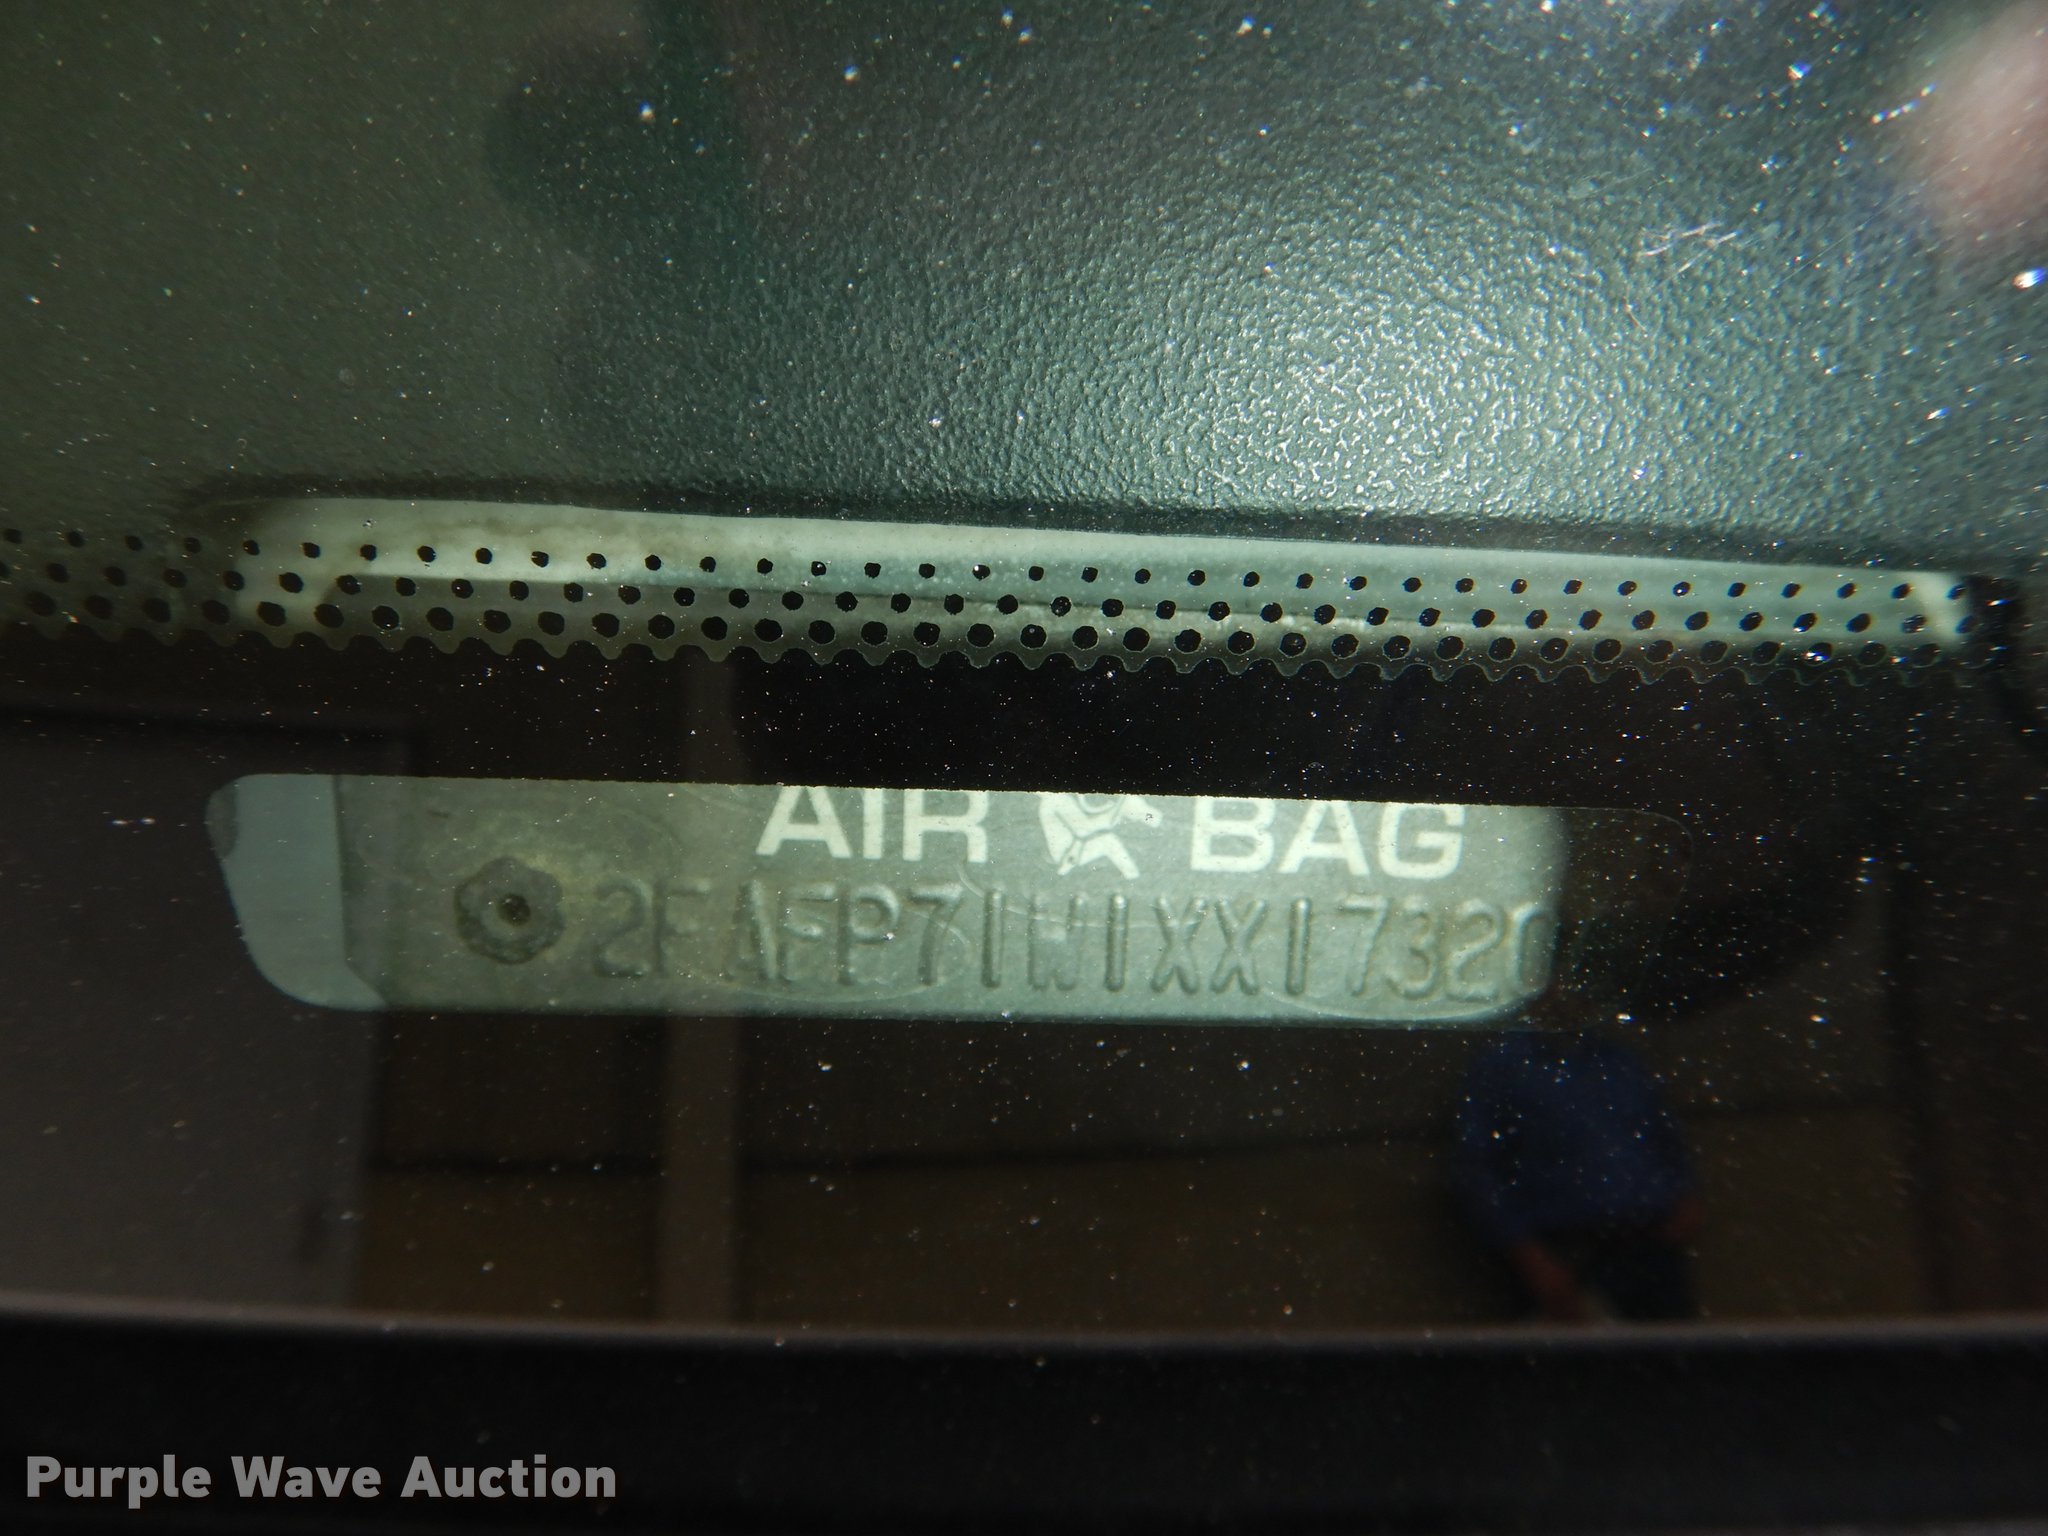 AIR BAG
2FAFP71W1XX17320
Purple Wave Auction